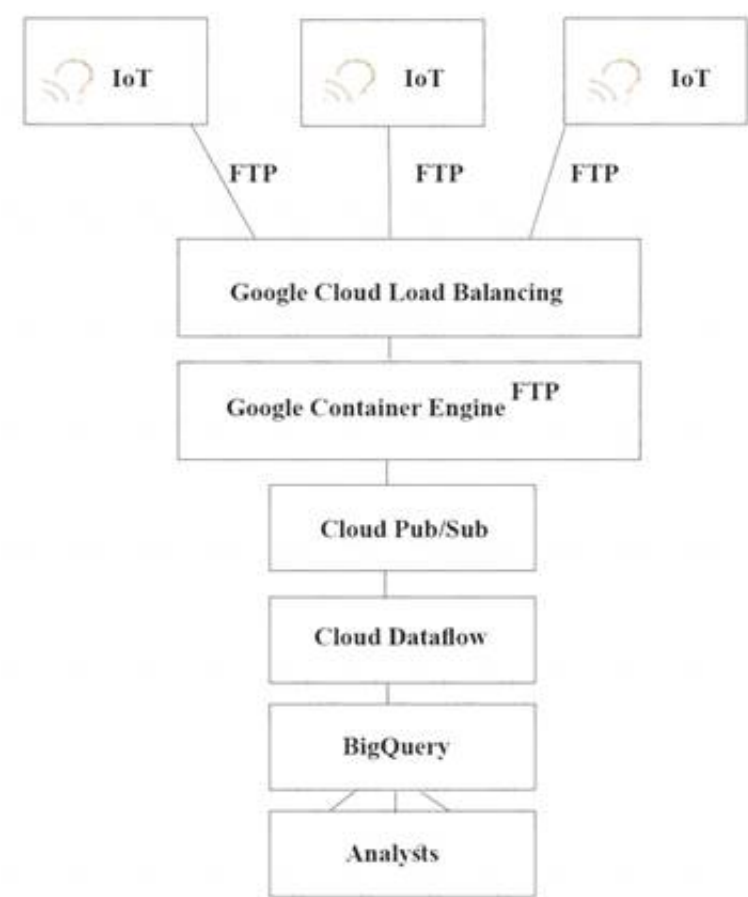 IoT
IoT
IoT
FTP
FTP
FTP
Google Cloud Load Balancing
Google Container Engine FTP
Cloud Pub/Sub
Cloud Dataflow
BigQuery
Analysts